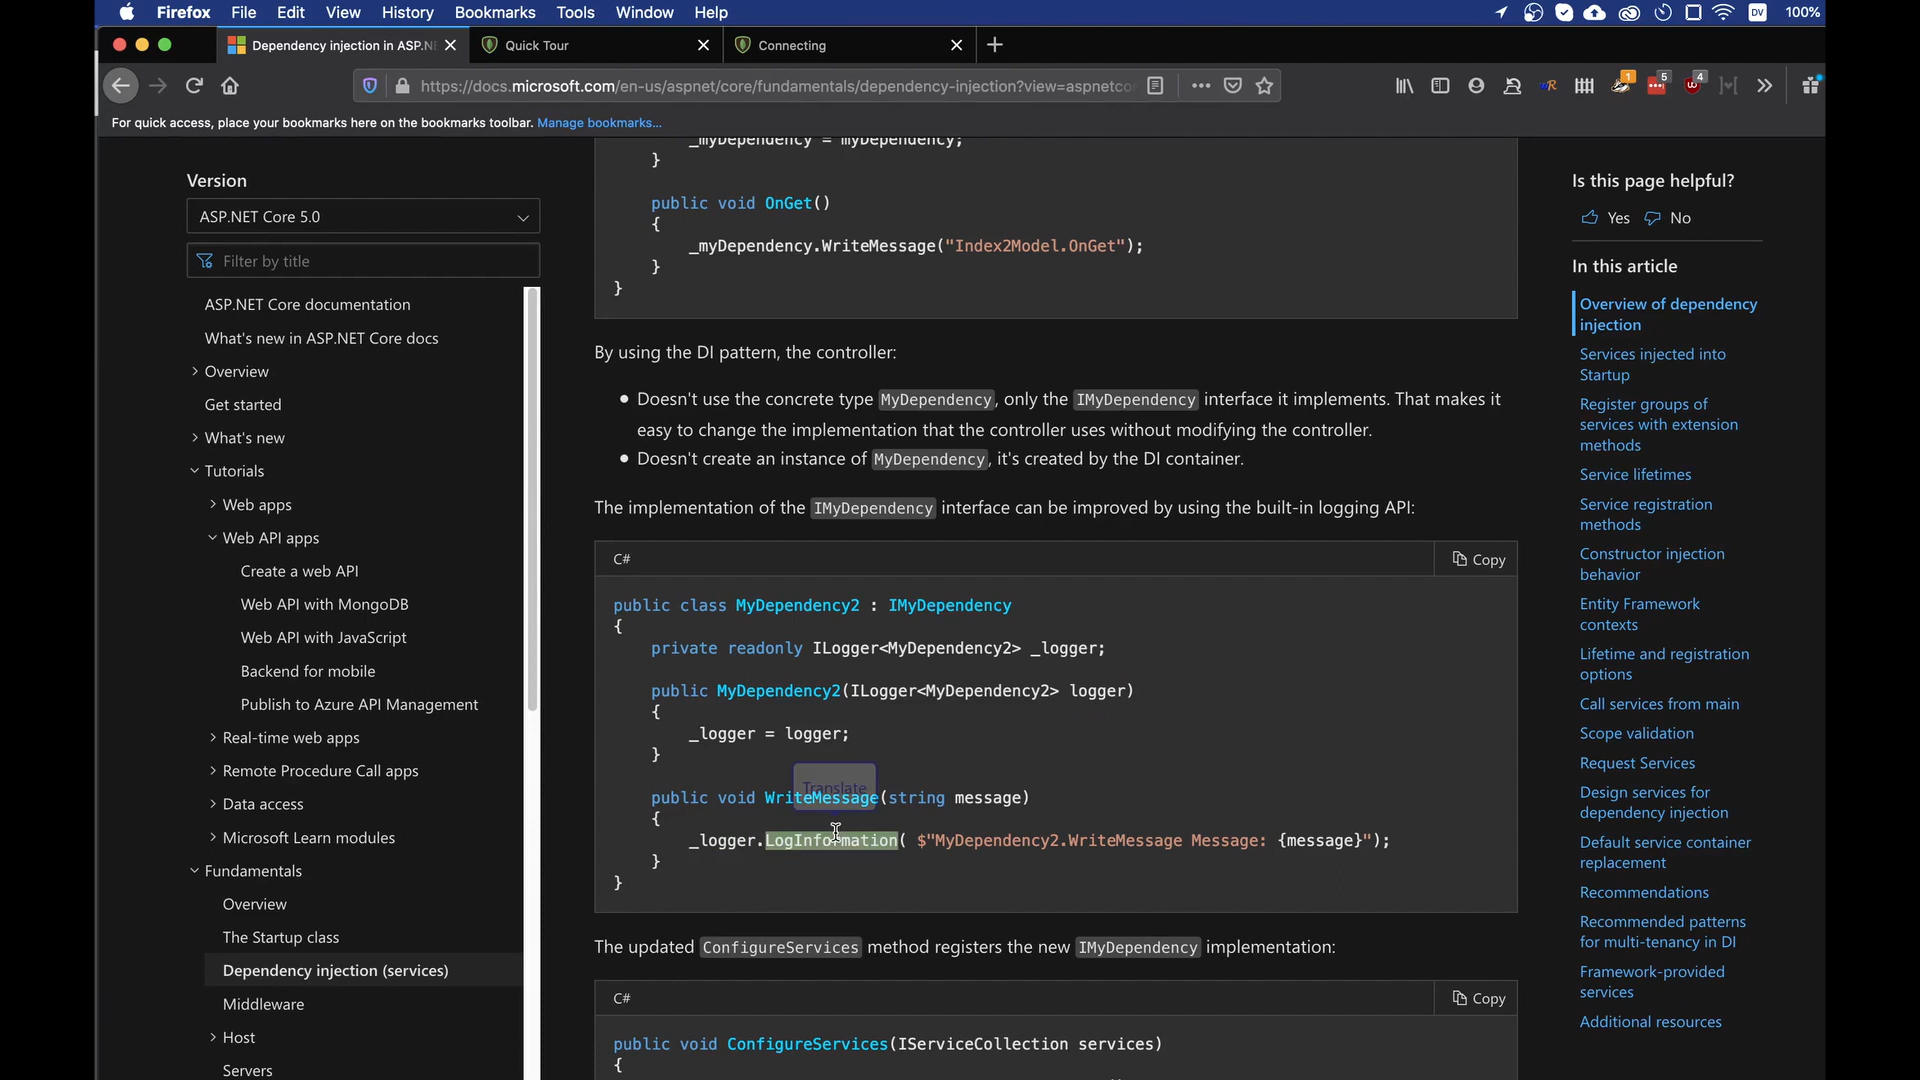 Firefox File Edit View History Bookmarks Tools Window Help DV 100%
Dependency injection in ASP.NE Quick Tour Connecting
https://docs.microsoft.com/en-us/aspnet/core/fundamentals/dependency-injection?view=aspnetco 1 5 4
For quick access, place your bookmarks here on the bookmarks toolbar. Manage bookmarks...
Version
ASP.NET Core 5.0
Filter by title
ASP.NET Core documentation
What's new in ASP.NET Core docs
Overview
Get started
What's new
Tutorials
Web apps
Web API apps
Create a web API
Web API with MongoDB
Web API with JavaScript
Backend for mobile
Publish to Azure API Management
Real-time web apps
Remote Procedure Call apps
Data access
Microsoft Learn modules
Fundamentals
Overview
The Startup class
Dependency injection (services)
Middleware
Host
Servers
_myDependency = myDependency;
}
public void OnGet()
{
_myDependency.WriteMessage("Index2Model.OnGet");
}
}
By using the DI pattern, the controller:
Doesn't use the concrete type MyDependency, only the IMyDependency interface it implements. That makes it
easy to change the implementation that the controller uses without modifying the controller.
Doesn't create an instance of MyDependency, it's created by the DI container.
The implementation of the IMyDependency interface can be improved by using the built-in logging API:
C# Copy
public class MyDependency2 : IMyDependency
{
private readonly ILogger<MyDependency2> _logger;
public MyDependency2(ILogger<MyDependency2> logger)
{
_logger = logger;
}
Translate
public void WriteMessage(string message)
{
_logger.LogInformation( $"MyDependency2.WriteMessage Message: {message}");
}
}
The updated ConfigureServices method registers the new IMyDependency implementation:
C# Copy
public void ConfigureServices(IServiceCollection services)
{
Is this page helpful?
Yes No
In this article
Overview of dependency
injection
Services injected into
Startup
Register groups of
services with extension
methods
Service lifetimes
Service registration
methods
Constructor injection
behavior
Entity Framework
contexts
Lifetime and registration
options
Call services from main
Scope validation
Request Services
Design services for
dependency injection
Default service container
replacement
Recommendations
Recommended patterns
for multi-tenancy in DI
Framework-provided
services
Additional resources